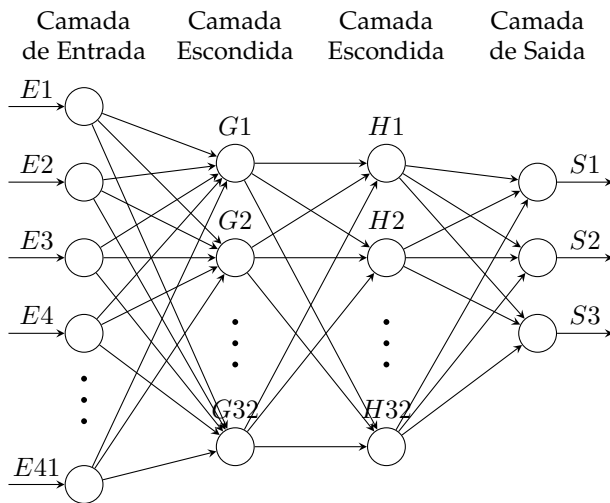 Camada de Entrada
Camada Escondida
Camada Escondida
Camada de Saida
E1
E2
E3
E4
E41
G1
G2
G32
H1
H2
H32
S1
S2
S3